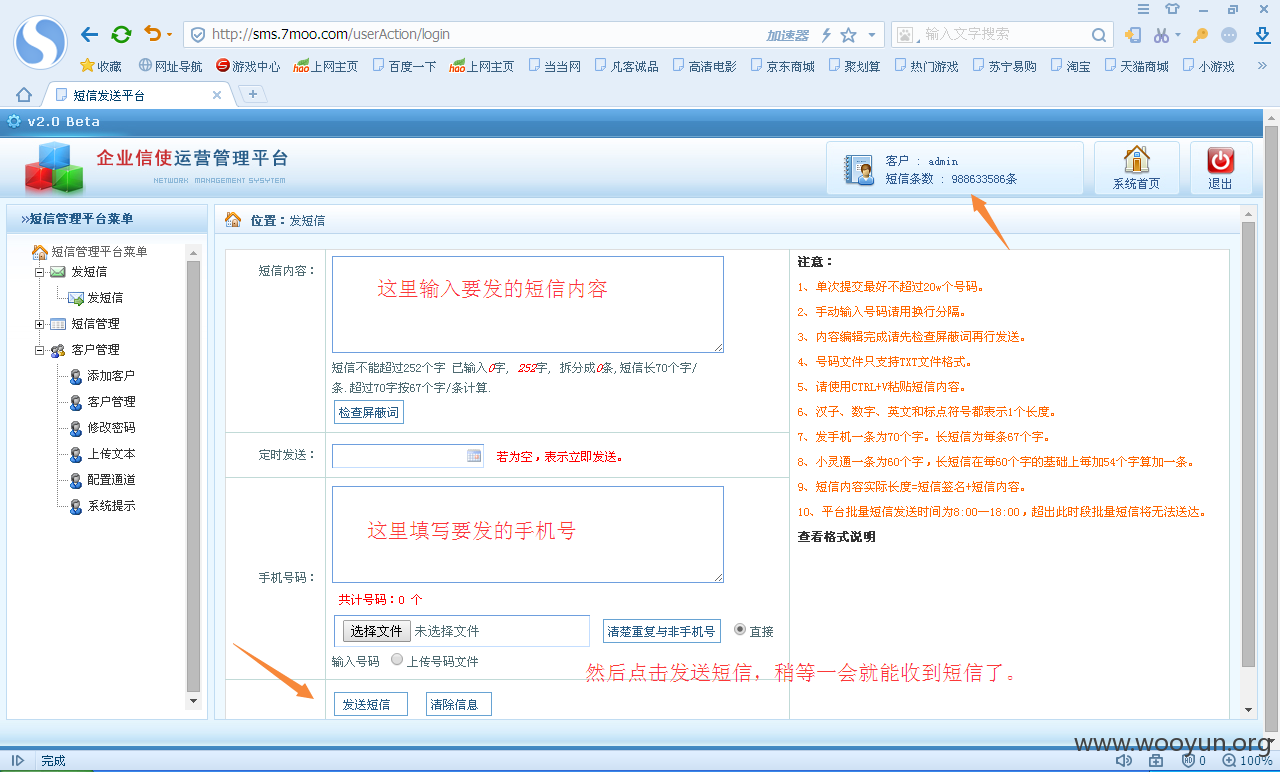 http://sms.7moo.com/userAction/login
加速器
输入文字搜索
收藏 网址导航 游戏中心 上网主页 百度一下 上网主页 当当网 凡客诚品 高清电影 京东商城 聚划算 热门游戏 苏宁易购 淘宝 天猫商城 小游戏
短信发送平台
v2.0 Beta
企业信使运营管理平台
NETWORK MANAGEMENT SYSYTEM
客户 : admin
短信条数 : 988633586条
系统首页
退出
»短信管理平台菜单
短信管理平台菜单
发短信
发短信
短信管理
客户管理
添加客户
客户管理
修改密码
上传文本
配置通道
系统提示
位置：发短信
短信内容：
这里输入要发的短信内容
短信不能超过252个字 已输入0字, 252字, 拆分成0条, 短信长70个字/
条. 超过70字按67个字/条计算.
检查屏蔽词
定时发送：
若为空，表示立即发送。
手机号码：
这里填写要发的手机号
共计号码：0 个
选择文件 未选择文件
清楚重复与非手机号
直接
输入号码
上传号码文件
然后点击发送短信，稍等一会就能收到短信了。
发送短信
清除信息
注意：
1、单次提交最好不超过20w个号码。
2、手动输入号码请用换行分隔。
3、内容编辑完成请先检查屏蔽词再行发送。
4、号码文件只支持TXT文件格式。
5、请使用CTRL+V粘贴短信内容。
6、汉子、数字、英文和标点符号都表示1个长度。
7、发手机一条为70个字。长短信为每条67个字。
8、小灵通一条为60个字，长短信在每60个字的基础上每加54个字算加一条。
9、短信内容实际长度=短信签名+短信内容。
10、平台批量短信发送时间为8:00—18:00，超出此时段批量短信将无法送达。
查看格式说明
www.wooyun.org
完成
0
100%